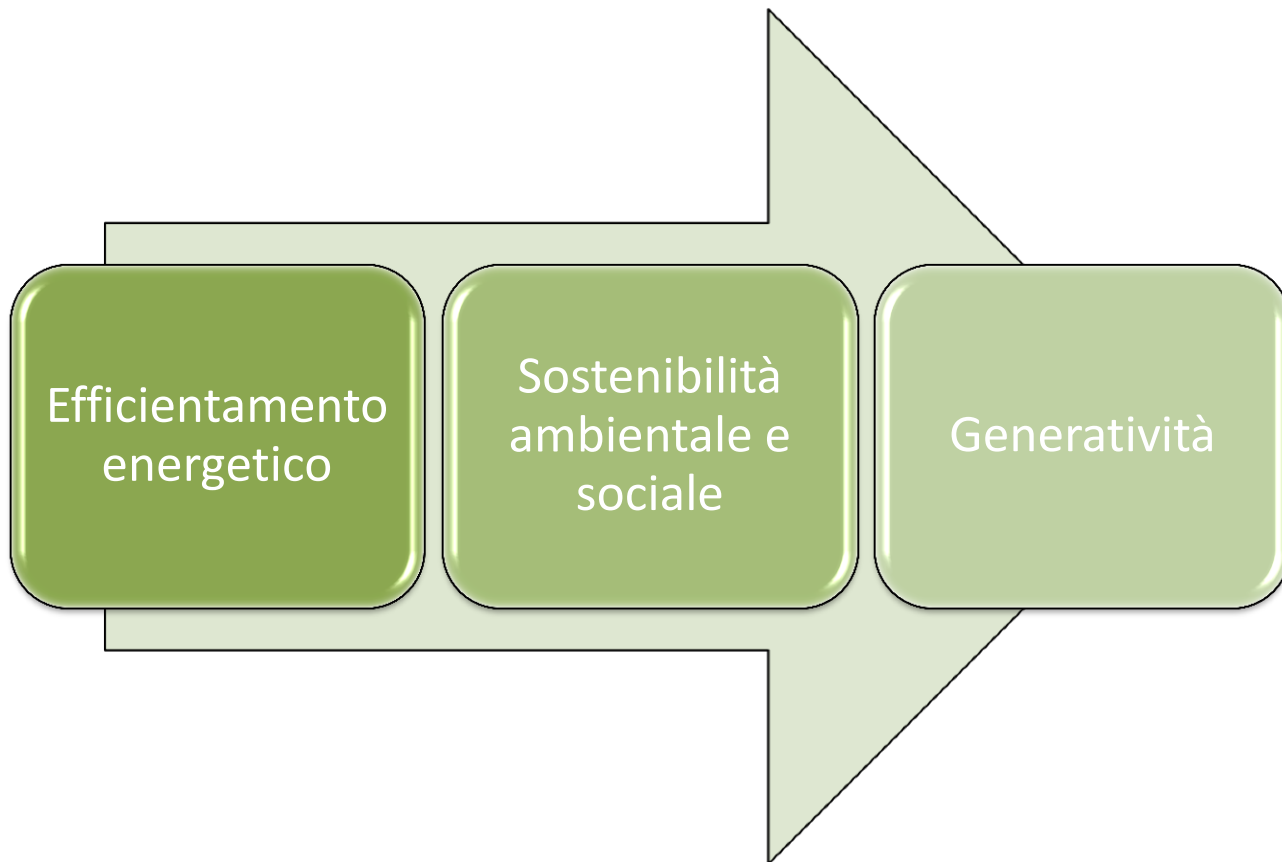 Efficientamento
energetico
Sostenibilità
ambientale e
sociale
Generatività